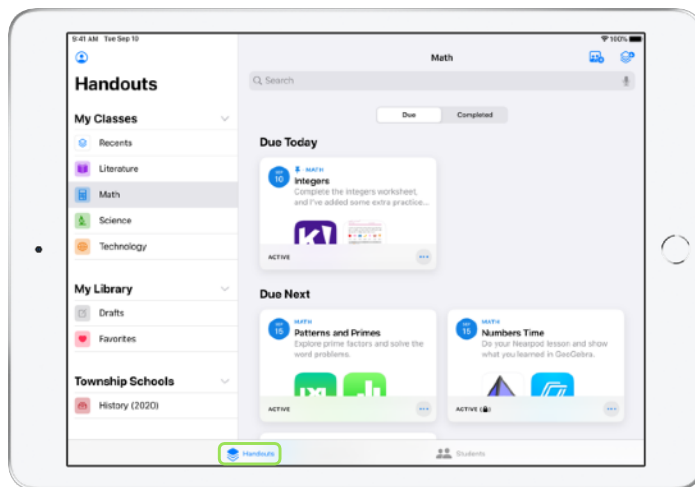 9:41 AM Tue Sep 10
100%
Handouts
My Classes
Recents
Literature
Math
Science
Technology
My Library
Drafts
Favorites
Township Schools
History (2020)
Math
Search
Due
Completed
Due Today
SEP
10
MATH
Integers
Complete the integers worksheet,
and I've added some extra practice...
K!
ACTIVE
Due Next
SEP
15
MATH
Patterns and Primes
Explore prime factors and solve the
word problems.
IXL
ACTIVE
SEP
15
MATH
Numbers Time
Do your Nearpod lesson and show
what you learned in GeoGebra.
ACTIVE
Handouts
Students